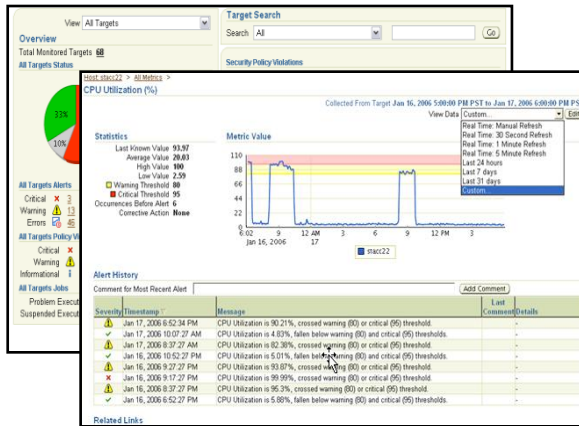 View All Targets
Target Search
Search All
Go
Overview
Total Monitored Targets 60
All Targets Status
Security Policy Violations
33%
10%
All Targets Alerts
Critical 3
Warning 13
Errors 46
All Targets Policy Vi
Critical
Warning
Informational
All Targets Jobs
Problem Execut
Suspended Execut
Host: stacc22 > All Metrics >
CPU Utilization (%)
Collected From Target Jan 16, 2006 5:00:00 PM PST to Jan 17, 2006 6:00:00 PM PS
View Data Custom...
Edit
Real Time: Manual Refresh
Real Time: 30 Second Refresh
Real Time: 1 Minute Refresh
Real Time: 5 Minute Refresh
Last 24 hours
Last 7 days
Last 31 days
Custom...
Statistics
Last Known Value 93.97
Average Value 20.03
High Value 100
Low Value 2.59
Warning Threshold 80
Critical Threshold 95
Occurrences Before Alert 6
Corrective Action None
Metric Value
110
88
66
44
22
0
6:02 9 12 AM 3 6 9 12 PM 3
Jan 16, 2006 17
stacc22
Alert History
Comment for Most Recent Alert
Add Comment
Severity Timestamp Message Last Comment Details
Jan 17, 2006 6:52:34 PM CPU Utilization is 90.21%, crossed warning (80) or critical (95) threshold. -
Jan 17, 2006 10:07:27 AM CPU Utilization is 4.83%, fallen below warning (80) and critical (95) thresholds. -
Jan 17, 2006 8:37:27 AM CPU Utilization is 82.38%, crossed warning (80) or critical (95) threshold. -
Jan 16, 2006 10:52:27 PM CPU Utilization is 5.01%, fallen below warning (80) and critical (95) thresholds. -
Jan 16, 2006 9:27:27 PM CPU Utilization is 93.87%, crossed warning (80) or critical (95) threshold. -
Jan 16, 2006 9:17:27 PM CPU Utilization is 99.99%, crossed warning (80) or critical (95) threshold. -
Jan 16, 2006 8:37:27 PM CPU Utilization is 95.3%, crossed warning (80) or critical (95) threshold. -
Jan 16, 2006 6:52:27 PM CPU Utilization is 5.88%, fallen below warning (80) and critical (95) thresholds. -
Related Links